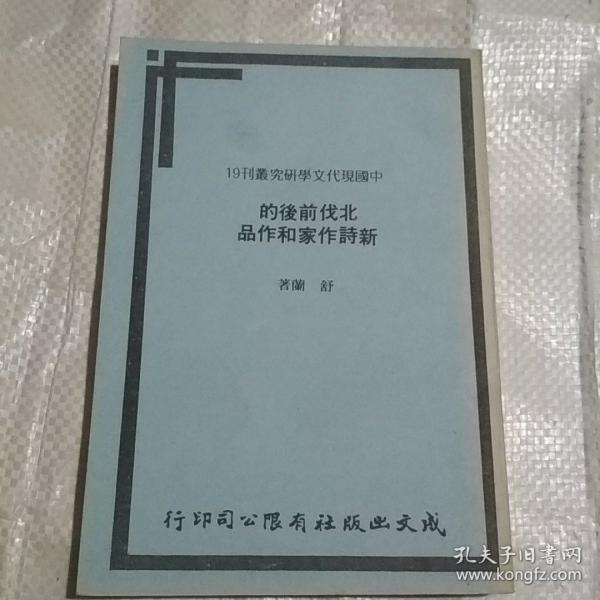 中國現代文學研究叢刊19
北伐前後的
新詩作家和作品
舒　蘭著
成文出版社有限公司印行
孔夫子旧书网
www.kongfz.com